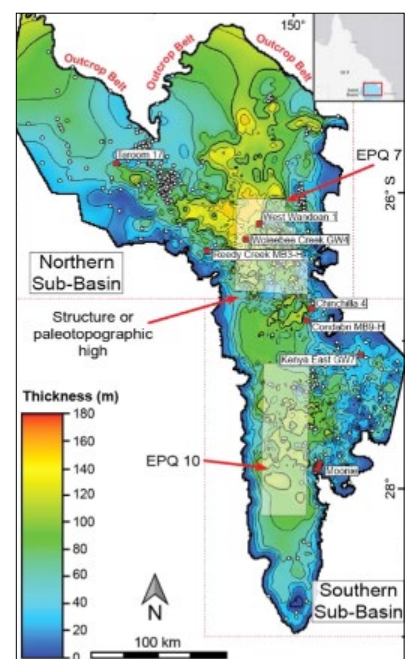 150°
Outcrop Belt
Outcrop Belt
Outcrop Belt
EPQ 7
Taroom 17
26° S
West Wandoan 1
Woleebee Creek GW4
Reedy Creek MB3-H
Northern
Sub-Basin
Structure or
paleotopographic
high
Chinchilla 4
Condabri MB9-H
Kenya East GW7
Thickness (m)
180
160
140
120
100
80
60
40
20
0
EPQ 10
Moonie
28°
N
Southern
Sub-Basin
100 km